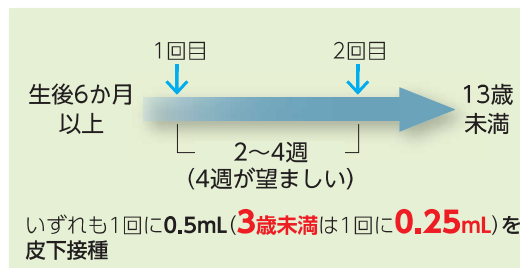 1回目 2回目
生後6か月
以上
13歳
未満
2〜4週
(4週が望ましい)
いずれも1回に0.5mL(3歳未満は1回に0.25mL)を
皮下接種